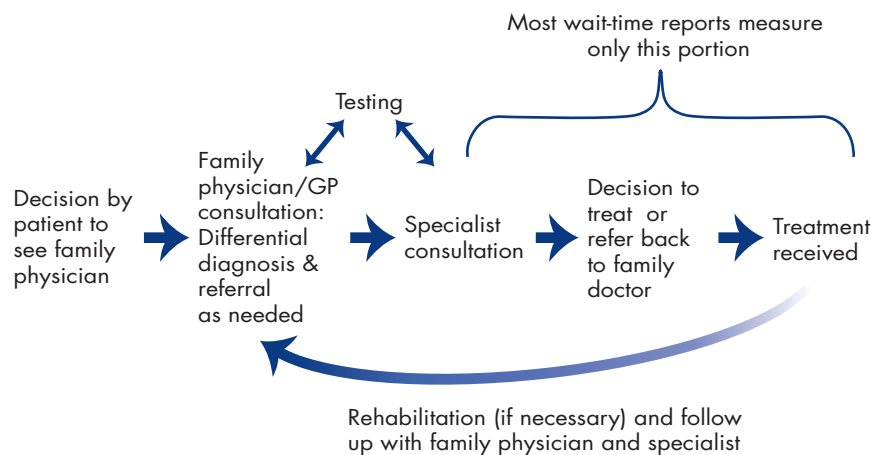 Most wait-time reports measure
only this portion
Testing
Decision by
patient to
see family
physician
Family
physician/GP
consultation:
Differential
diagnosis &
referral
as needed
Specialist
consultation
Decision to
treat or
refer back
to family
doctor
Treatment
received
Rehabilitation (if necessary) and follow
up with family physician and specialist